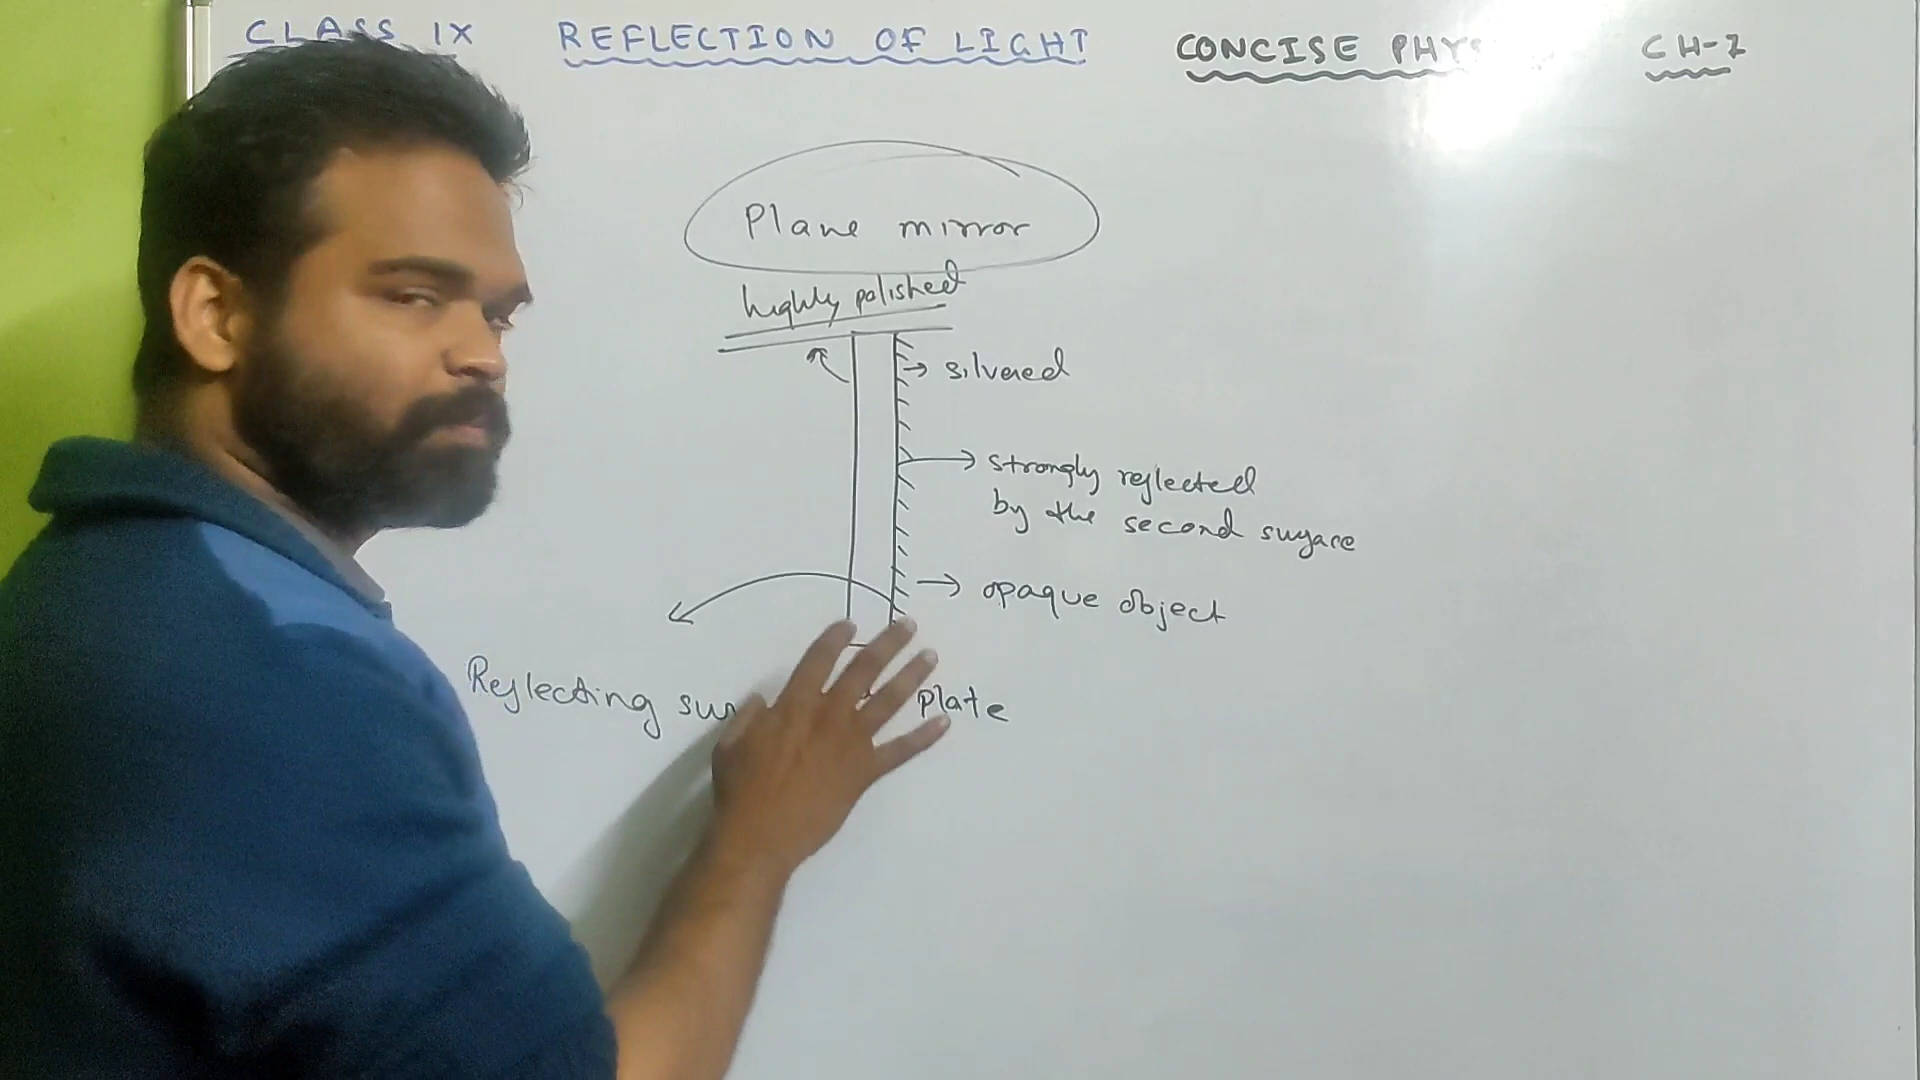 CLASS IX REFLECTION OF LIGHT CONCISE PHY CH-7
Plane mirror
highly polished
silvered
strongly reflected
by the second surface
opaque object
Reflecting sur plate